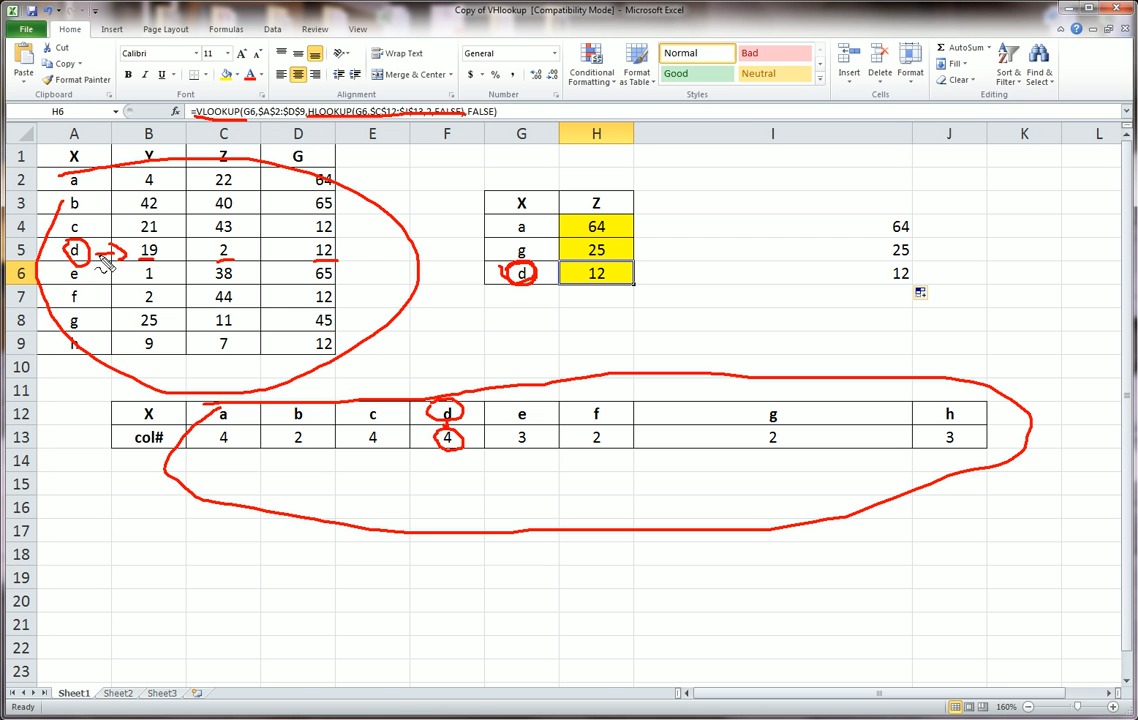 Copy of VHlookup [Compatibility Mode] - Microsoft Excel
File Home Insert Page Layout Formulas Data Review View
Cut
Copy
Format Painter
Paste
Clipboard
Calibri 11
B I U
Font
Wrap Text
Merge & Center
Alignment
General
$ % ,
Number
Conditional Formatting
Format as Table
Normal Bad
Good Neutral
Styles
Insert Delete Format
Cells
Σ AutoSum
Fill
Clear
Sort & Filter
Find & Select
Editing
H6 fx =VLOOKUP(G6,$A$2:$D$9,HLOOKUP(G6,$C$12:$J$13,2,FALSE),FALSE)
A B C D E F G H I J K L
1 X Y Z G
2 a 4 22 64
3 b 42 40 65 X Z
4 c 21 43 12 a 64 64
5 d 19 2 12 g 25 25
6 e 1 38 65 d 12 12
7 f 2 44 12
8 g 25 11 45
9 h 9 7 12
10
11
12 X a b c d e f g h
13 col# 4 2 4 4 3 2 2 3
14
15
16
17
18
19
20
21
22
23
Sheet1 Sheet2 Sheet3
Ready 160%